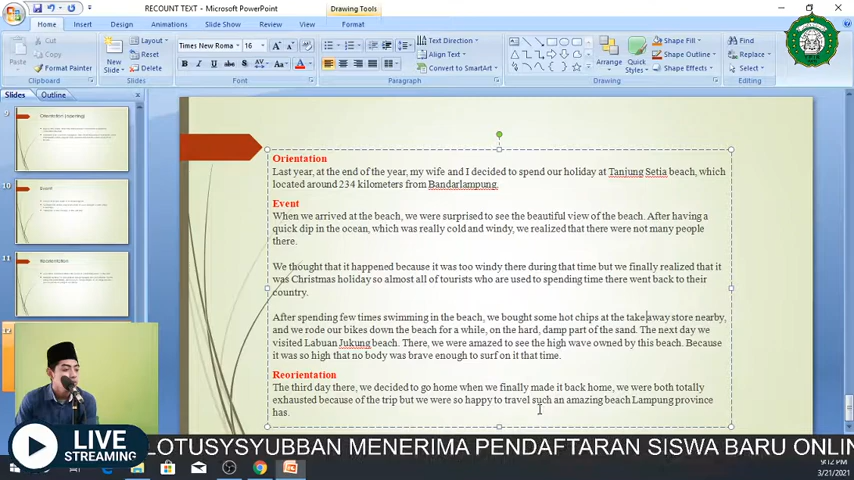 RECOUNT TEXT - Microsoft PowerPoint
Drawing Tools
Home Insert Design Animations Slide Show Review View Format
Paste
Cut
Copy
Format Painter
Clipboard
New Slide
Layout
Reset
Delete
Slides
Times New Roma 16
Font
Text Direction
Align Text
Convert to SmartArt
Paragraph
Arrange
Quick Styles
Shape Fill
Shape Outline
Shape Effects
Drawing
Find
Replace
Select
Editing
Slides Outline
9
10
Event
11
Reorientation
12
Orientation
Last year, at the end of the year, my wife and I decided to spend our holiday at Tanjung Setia beach, which
located around 234 kilometers from Bandarlampung.
Event
When we arrived at the beach, we were surprised to see the beautiful view of the beach. After having a
quick dip in the ocean, which was really cold and windy, we realized that there were not many people
there.
We thought that it happened because it was too windy there during that time but we finally realized that it
was Christmas holiday so almost all of tourists who are used to spending time there went back to their
country.
After spending few times swimming in the beach, we bought some hot chips at the take away store nearby,
and we rode our bikes down the beach for a while, on the hard, damp part of the sand. The next day we
visited Labuan Jukung beach. There, we were amazed to see the high wave owned by this beach. Because
it was so high that no body was brave enough to surf on it that time.
Reorientation
The third day there, we decided to go home when we finally made it back home, we were both totally
exhausted because of the trip but we were so happy to travel such an amazing beach Lampung province
has.
LIVE
STREAMING
LOTUSYSYUBBAN MENERIMA PENDAFTARAN SISWA BARU ONLIN
9:12 PM
3/21/2021